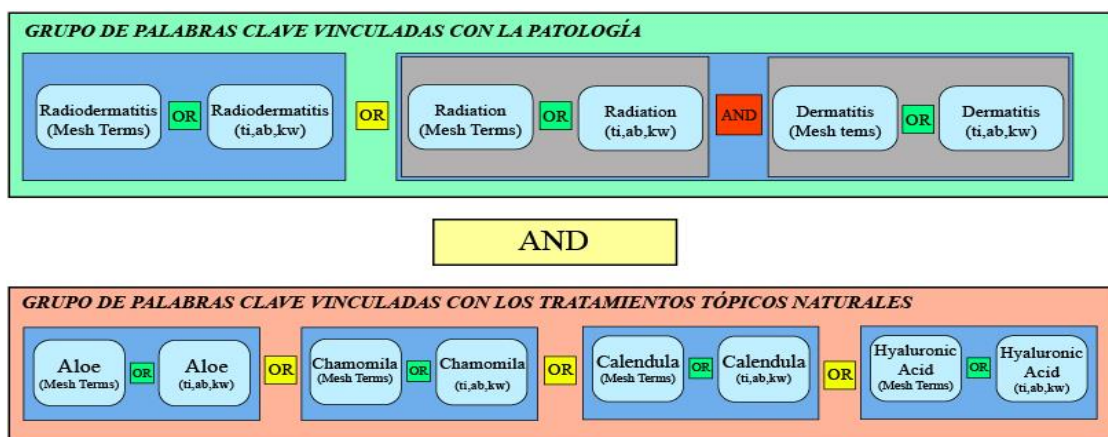 GRUPO DE PALABRAS CLAVE VINCULADAS CON LA PATOLOGÍA
Radiodermatitis
(Mesh Terms)
OR
Radiodermatitis
(ti,ab,kw)
OR
Radiation
(Mesh Terms)
OR
Radiation
(ti,ab,kw)
AND
Dermatitis
(Mesh tems)
OR
Dermatitis
(ti,ab,kw)
AND
GRUPO DE PALABRAS CLAVE VINCULADAS CON LOS TRATAMIENTOS TÓPICOS NATURALES
Aloe
(Mesh Terms)
OR
Aloe
(ti,ab,kw)
OR
Chamomila
(Mesh Terms)
OR
Chamomila
(ti,ab,kw)
OR
Calendula
(Mesh Terms)
OR
Calendula
(ti,ab,kw)
OR
Hyaluronic
Acid
(Mesh Terms)
OR
Hyaluronic
Acid
(ti,ab,kw)